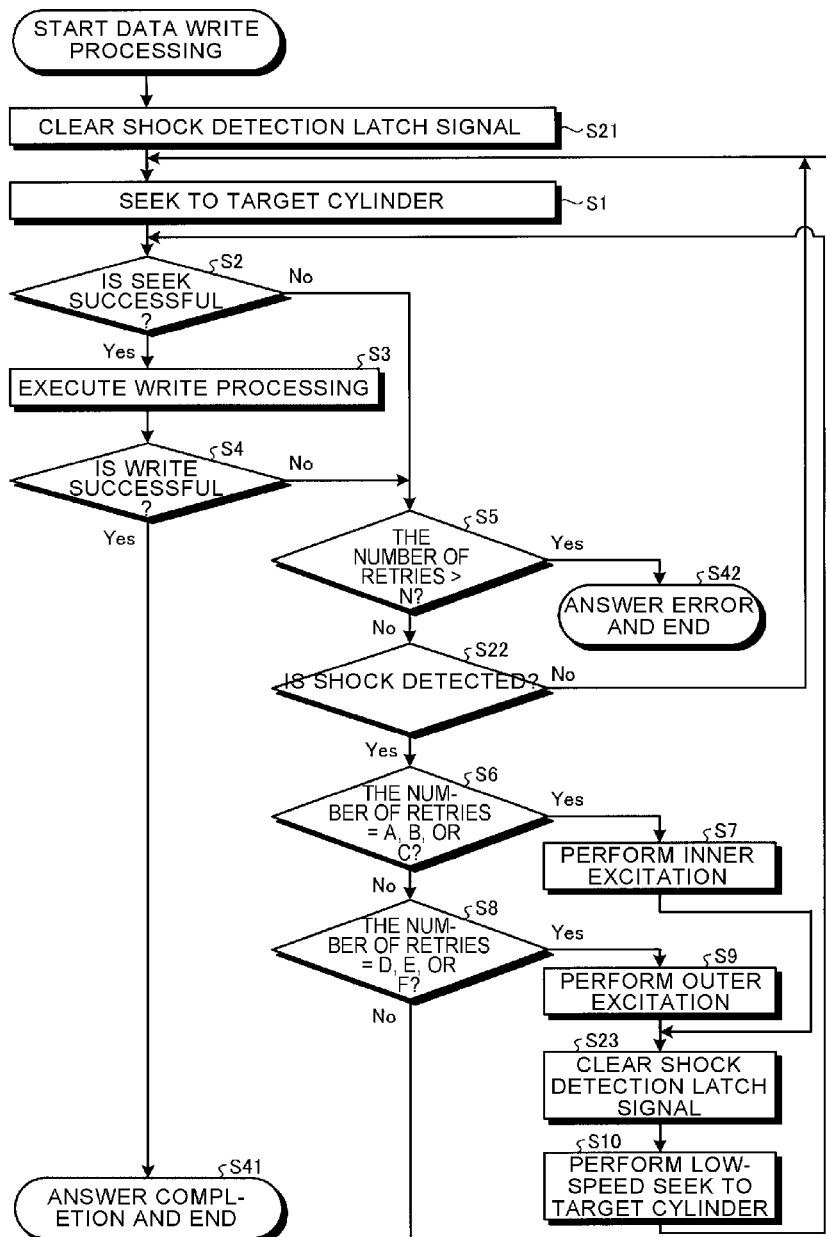 START DATA WRITE
PROCESSING
CLEAR SHOCK DETECTION LATCH SIGNAL
S21
SEEK TO TARGET CYLINDER
S1
S2
IS SEEK
SUCCESSFUL
?
No
Yes
S3
EXECUTE WRITE PROCESSING
S4
IS WRITE
SUCCESSFUL
?
No
Yes
S5
THE
NUMBER OF
RETRIES >
N?
Yes
No
S42
ANSWER ERROR
AND END
S22
IS SHOCK DETECTED?
No
Yes
S6
THE NUM-
BER OF RETRIES
= A, B, OR
C?
Yes
No
S7
PERFORM INNER
EXCITATION
S8
THE NUM-
BER OF RETRIES
= D, E, OR
F?
Yes
No
S9
PERFORM OUTER
EXCITATION
S23
CLEAR SHOCK
DETECTION LATCH
SIGNAL
S10
PERFORM LOW-
SPEED SEEK TO
TARGET CYLINDER
S41
ANSWER COMPL-
ETION AND END